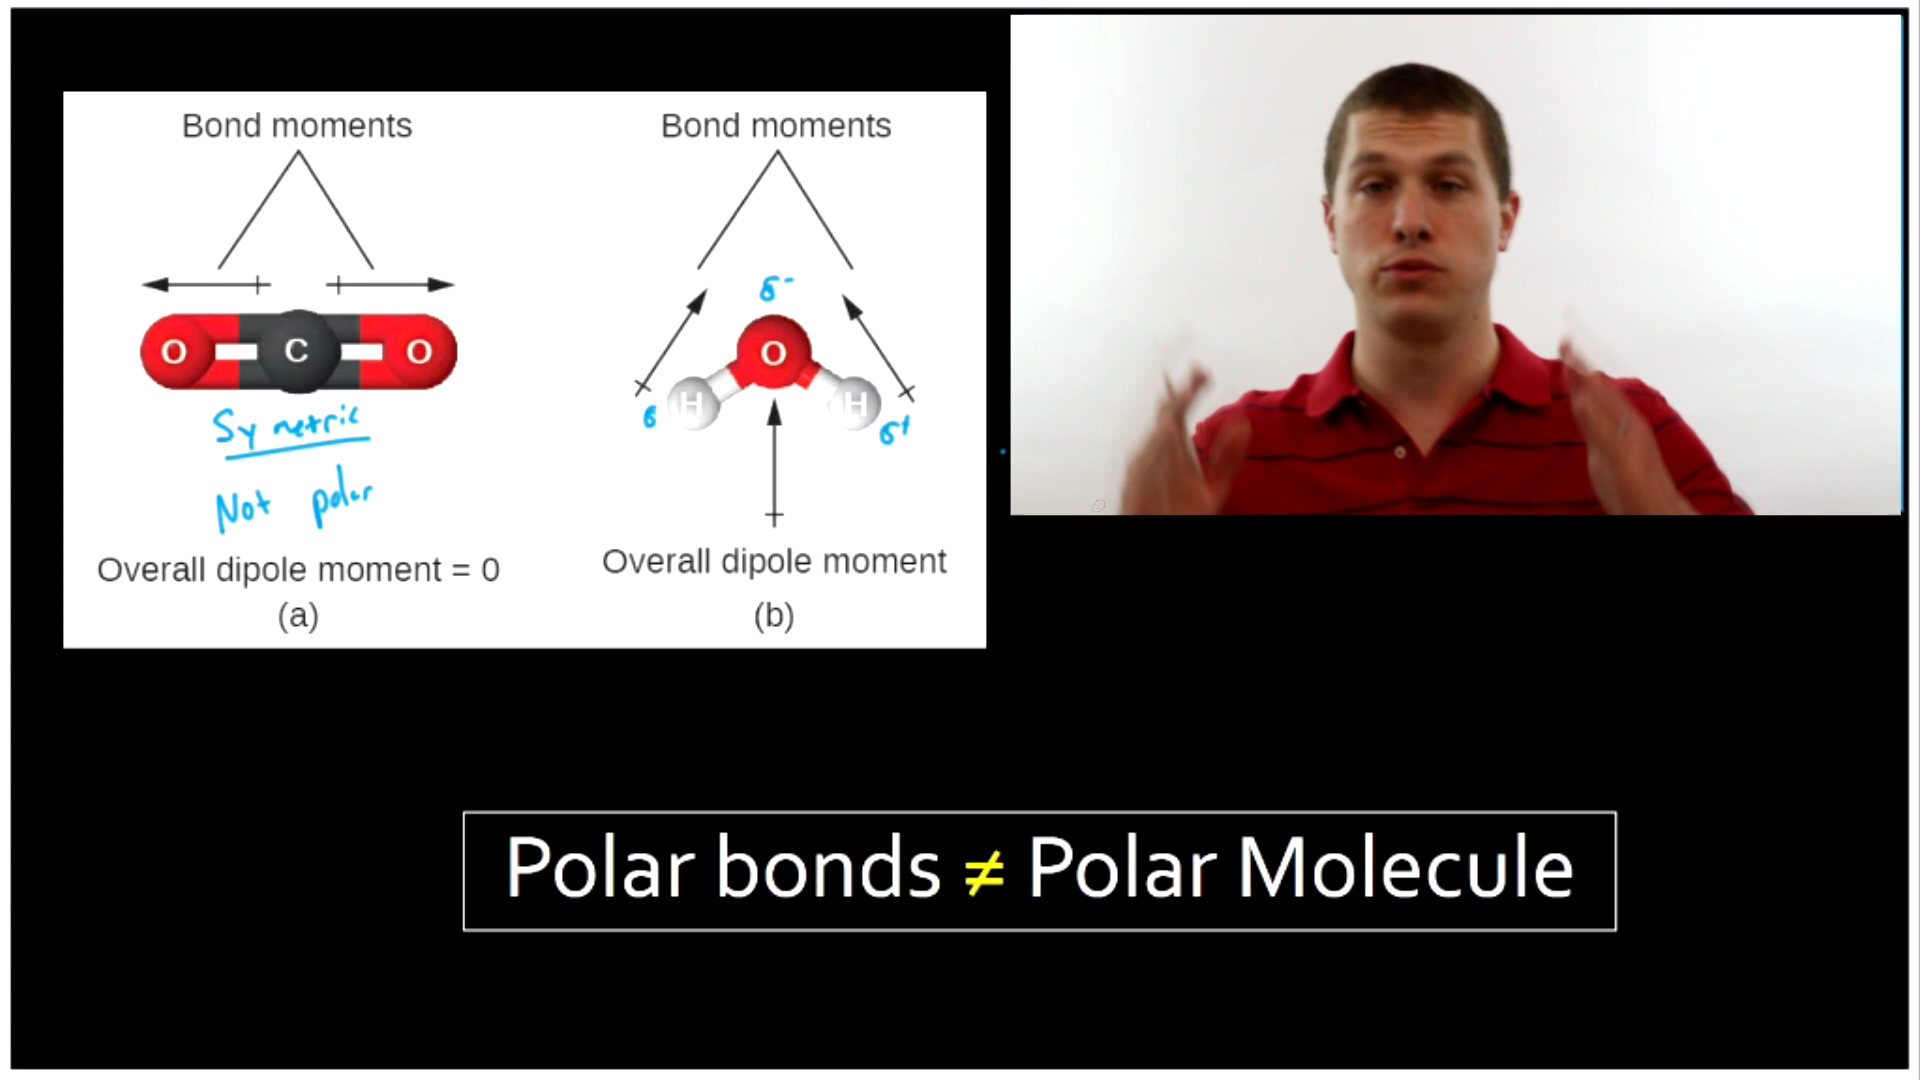 Bond moments
O C O
Symetric
Not polar
Overall dipole moment = 0
(a)
Bond moments
δ-
O
H H
δ δ+
Overall dipole moment
(b)
Polar bonds ≠ Polar Molecule